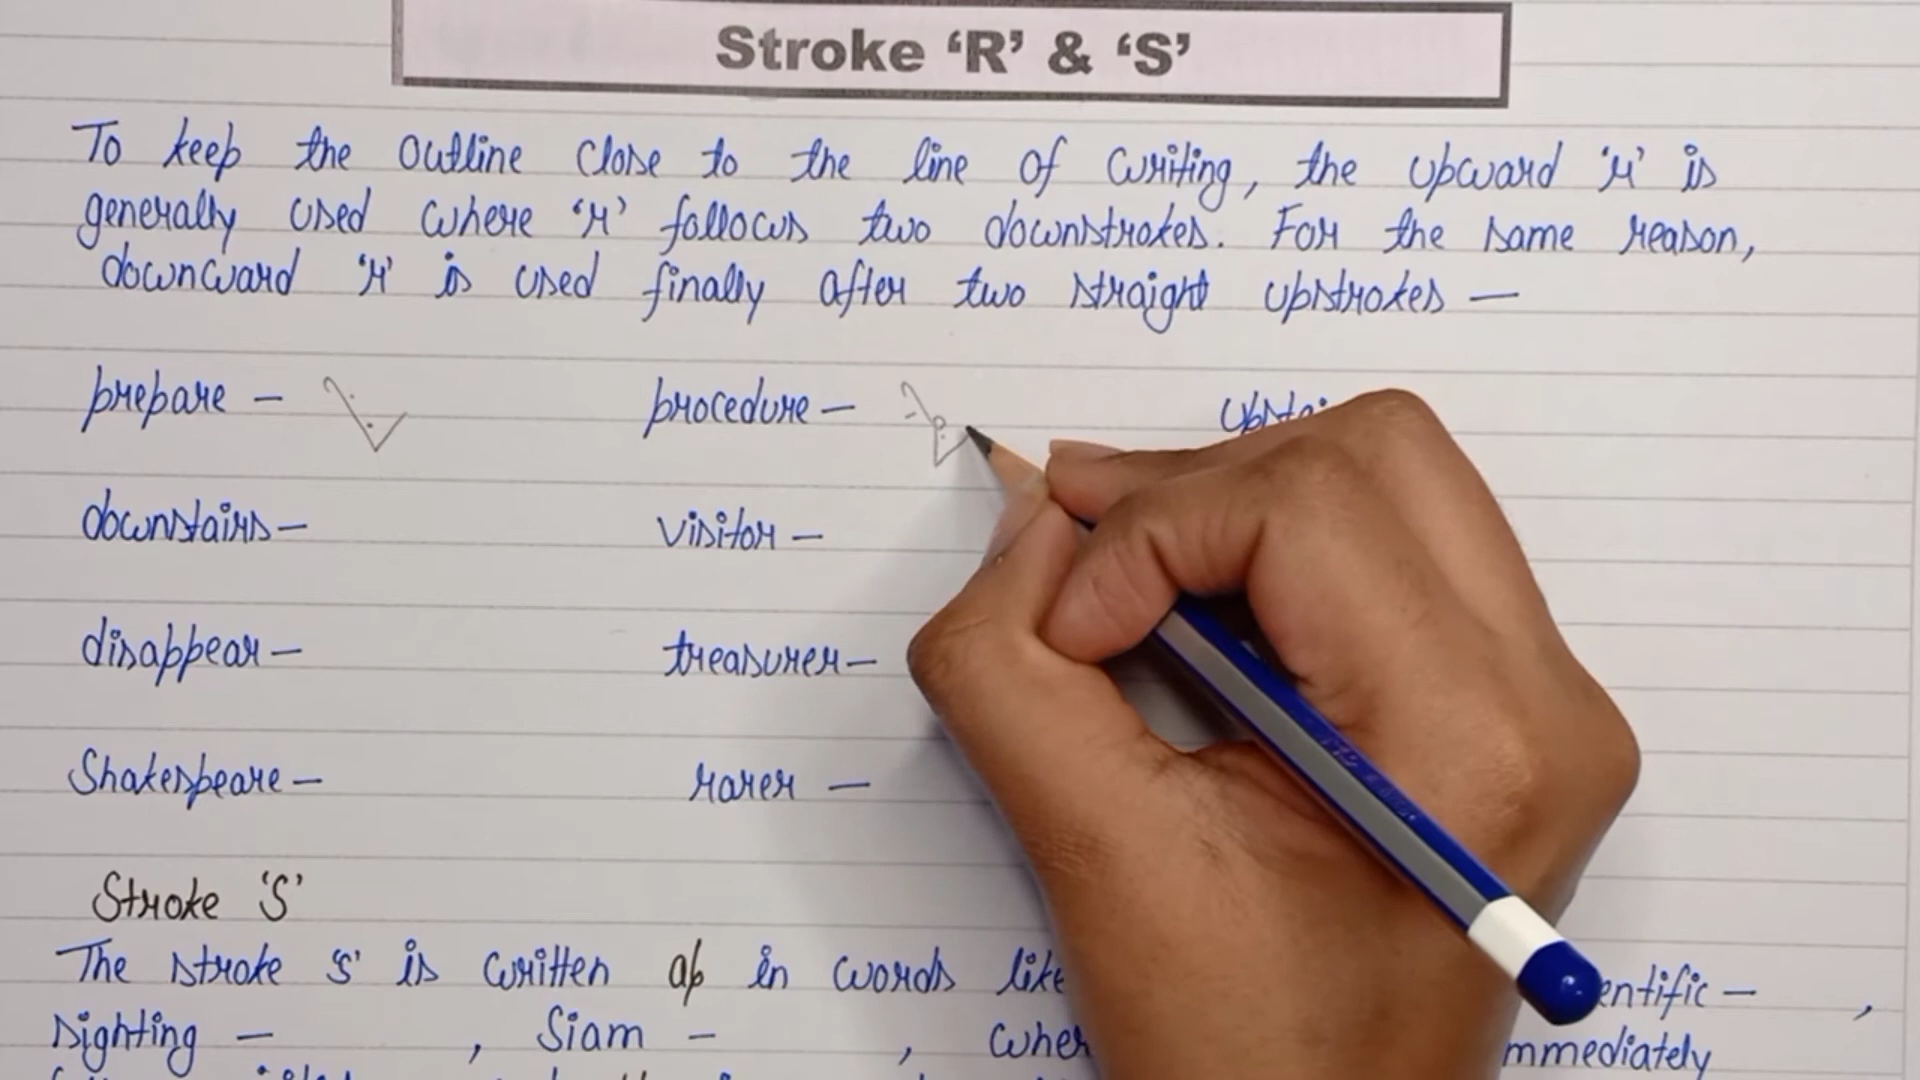 Stroke ‘R’ & ‘S’
To keep the outline close to the line of writing, the upward ‘r’ is
generally used where ‘r’ follows two downstrokes. For the same reason,
downward ‘r’ is used finally after two straight upstrokes —
prepare — procedure —
downstairs — visitor —
disappear — treasurer —
Shakespeare — rarer —
Stroke ‘S’
The stroke ‘s’ is written as in words like
sighting — , Siam — ,